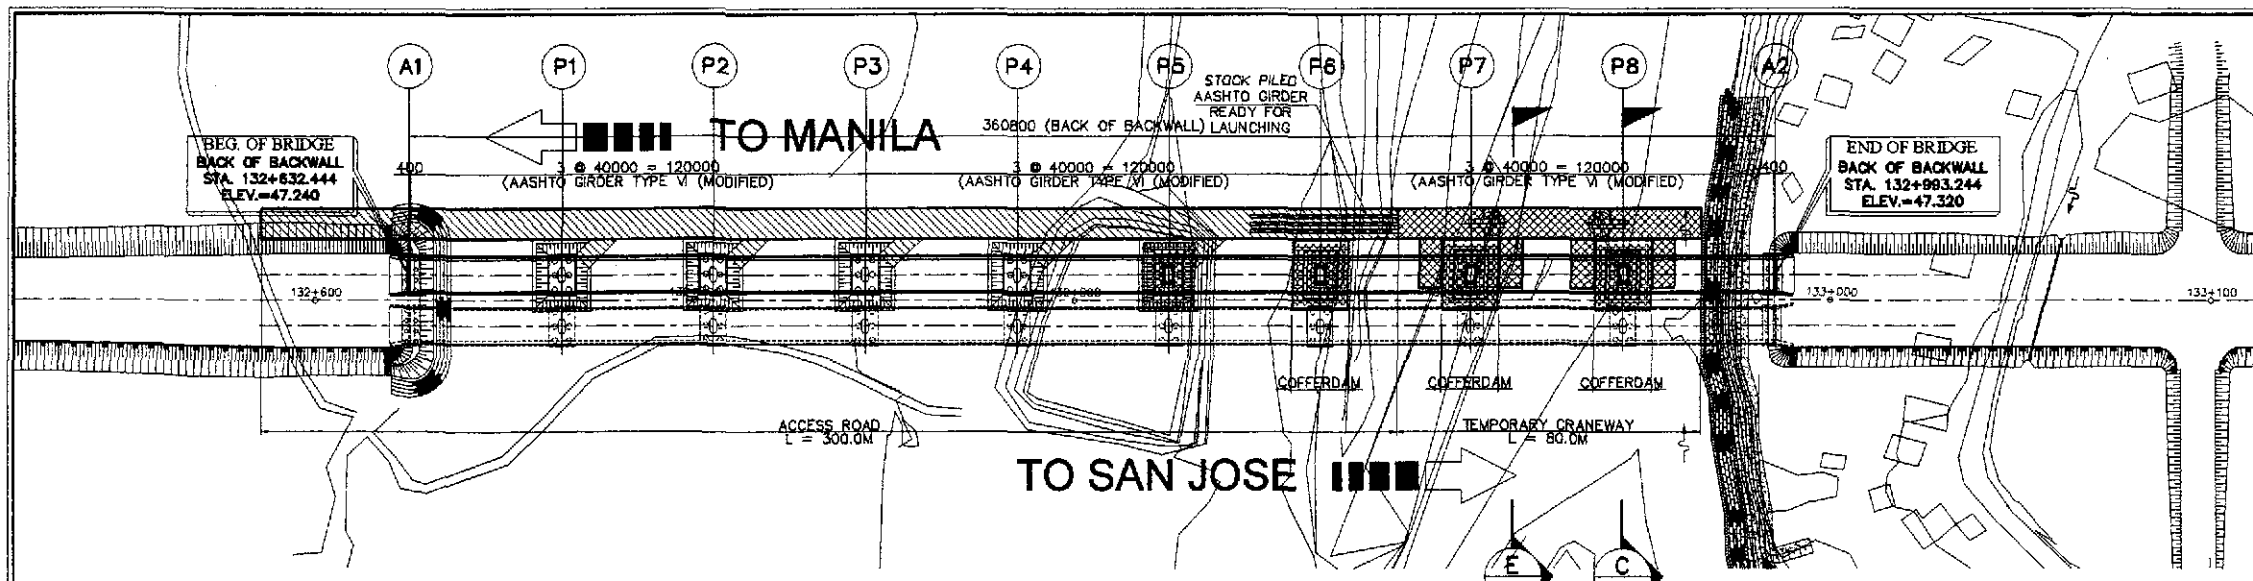 A1
P1
P2
P3
P4
P5
P6
P7
P8
A2
STOCK PILED
AASHTO GIRDER
READY FOR
LAUNCHING
TO MANILA
360800 (BACK OF BACKWALL)
BEG. OF BRIDGE
BACK OF BACKWALL
STA. 132+632.444
ELEV.=47.240
END OF BRIDGE
BACK OF BACKWALL
STA. 132+993.244
ELEV.=47.320
400
3 @ 40000 = 120000
(AASHTO GIRDER TYPE VI (MODIFIED)
3 @ 40000 = 120000
(AASHTO GIRDER TYPE VI (MODIFIED)
3 @ 40000 = 120000
(AASHTO GIRDER TYPE VI (MODIFIED)
400
132+600
133+000
133+100
COFFERDAM
COFFERDAM
COFFERDAM
ACCESS ROAD
L = 300.0M
TEMPORARY CRANEWAY
L = 80.0M
TO SAN JOSE
E
C